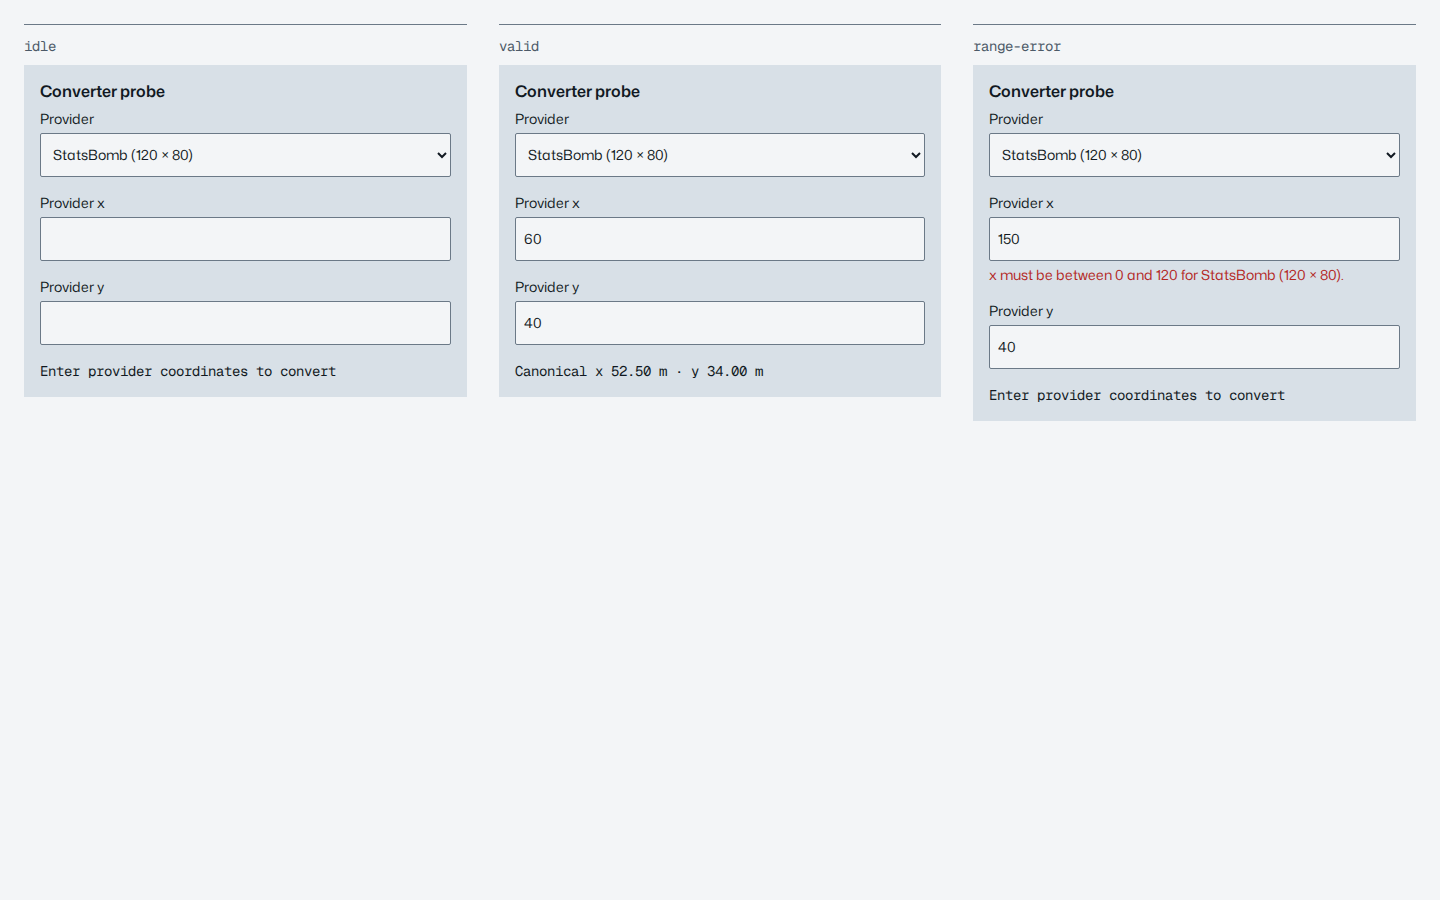 idle
Converter probe
Provider
StatsBomb (120 × 80)
Provider x
Provider y
Enter provider coordinates to convert
valid
Converter probe
Provider
StatsBomb (120 × 80)
Provider x
60
Provider y
40
Canonical x 52.50 m · y 34.00 m
range-error
Converter probe
Provider
StatsBomb (120 × 80)
Provider x
150
x must be between 0 and 120 for StatsBomb (120 × 80).
Provider y
40
Enter provider coordinates to convert